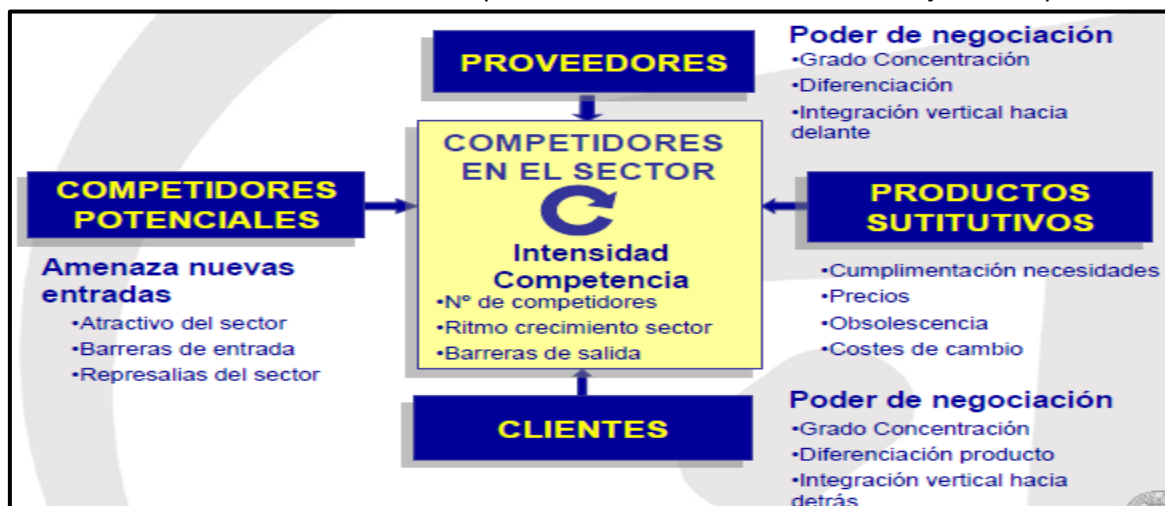 PROVEEDORES
Poder de negociación
•Grado Concentración
•Diferenciación
•Integración vertical hacia
delante
COMPETIDORES
POTENCIALES
Amenaza nuevas
entradas
•Atractivo del sector
•Barreras de entrada
•Represalias del sector
COMPETIDORES
EN EL SECTOR
Intensidad
Competencia
•Nº de competidores
•Ritmo crecimiento sector
•Barreras de salida
PRODUCTOS
SUTITUTIVOS
•Cumplimentación necesidades
•Precios
•Obsolescencia
•Costes de cambio
CLIENTES
Poder de negociación
•Grado Concentración
•Diferenciación producto
•Integración vertical hacia
detrás